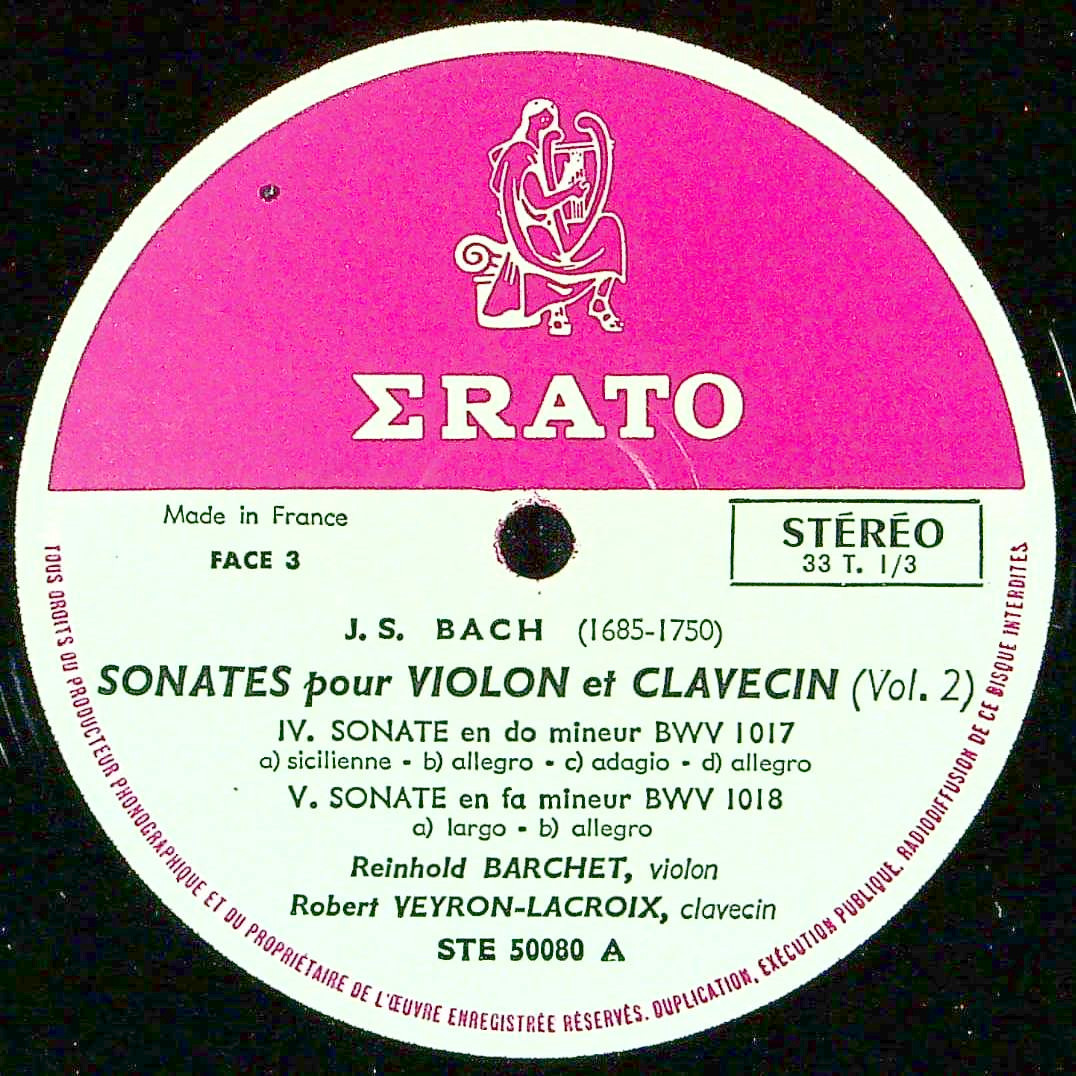 ΣRATO
Made in France
FACE 3
STÉRÉO
33 T. 1/3
J. S. BACH (1685-1750)
SONATES pour VIOLON et CLAVECIN (Vol. 2)
IV. SONATE en do mineur BWV 1017
a) sicilienne - b) allegro - c) adagio - d) allegro
V. SONATE en fa mineur BWV 1018
a) largo - b) allegro
Reinhold BARCHET, violon
Robert VEYRON-LACROIX, clavecin
STE 50080 A
TOUS DROITS DU PRODUCTEUR PHONOGRAPHIQUE ET DU PROPRIÉTAIRE DE L'ŒUVRE ENREGISTRÉE RÉSERVÉS. DUPLICATION, EXÉCUTION PUBLIQUE, RADIODIFFUSION DE CE DISQUE INTERDITES